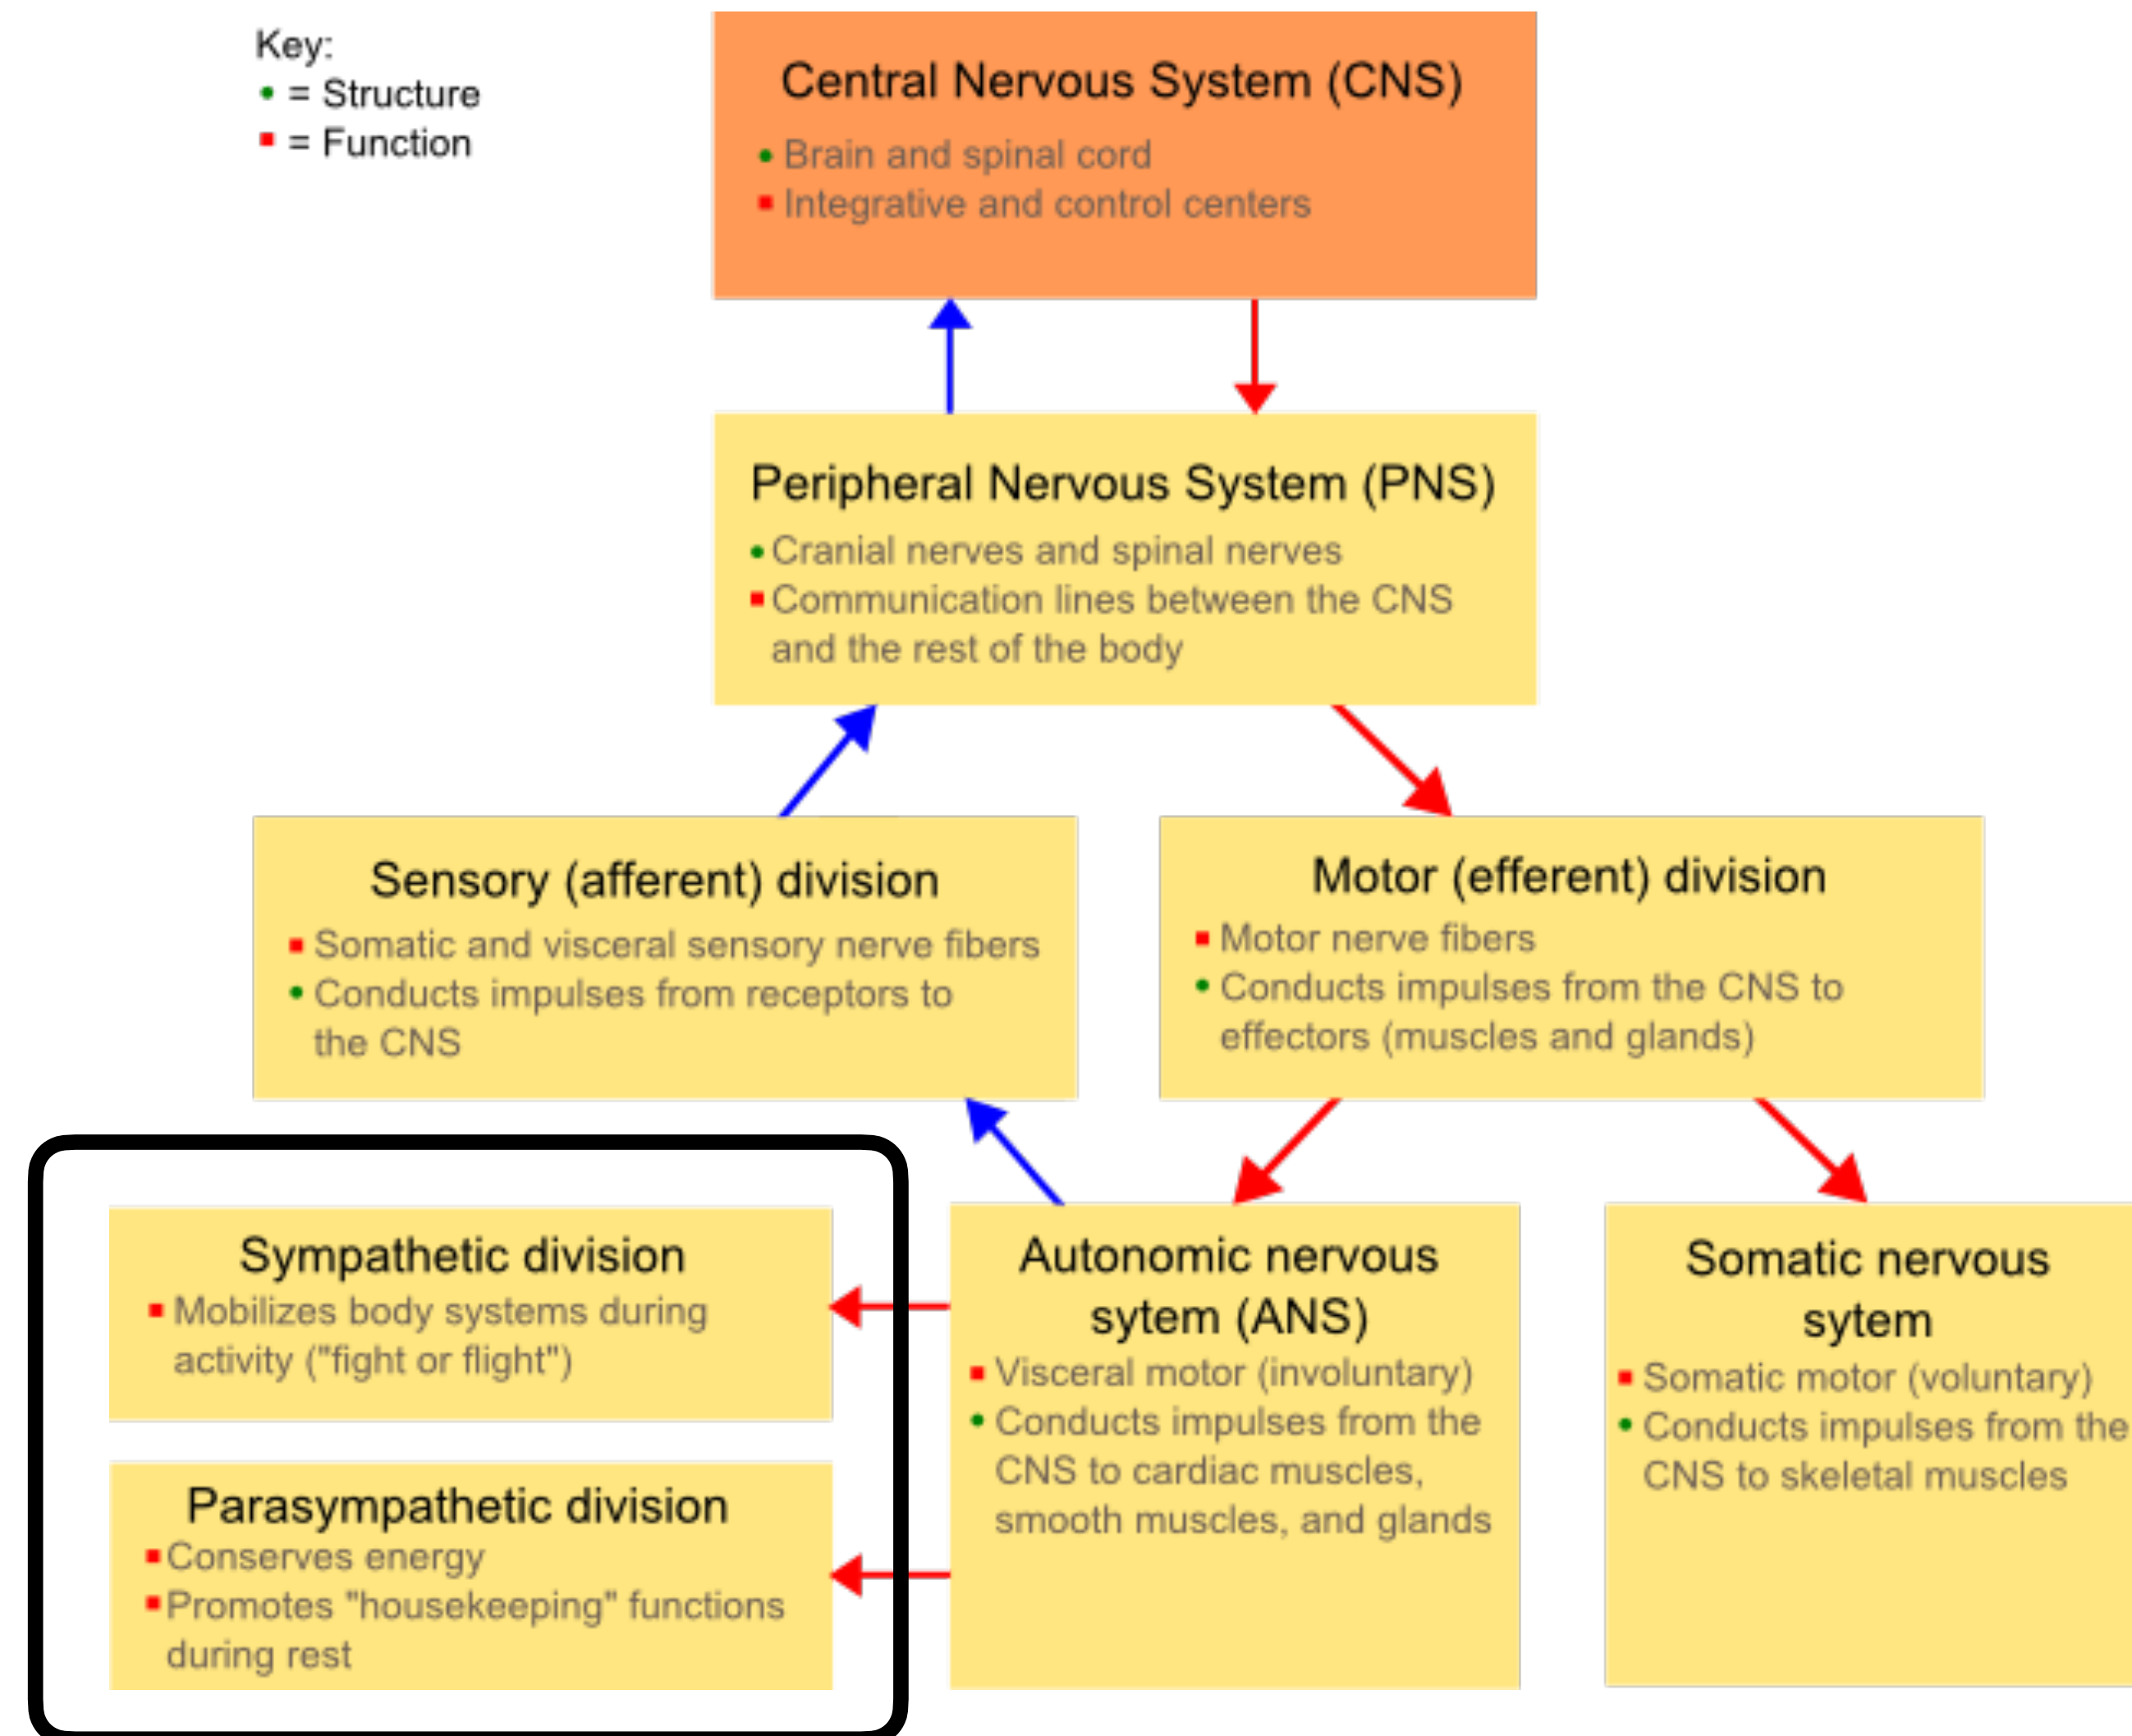 Key:
= Structure
= Function
Central Nervous System (CNS)
Brain and spinal cord
Integrative and control centers
Peripheral Nervous System (PNS)
Cranial nerves and spinal nerves
Communication lines between the CNS
and the rest of the body
Sensory (afferent) division
Somatic and visceral sensory nerve fibers
Conducts impulses from receptors to
the CNS
Motor (efferent) division
Motor nerve fibers
Conducts impulses from the CNS to
effectors (muscles and glands)
Sympathetic division
Mobilizes body systems during
activity ("fight or flight")
Parasympathetic division
Conserves energy
Promotes "housekeeping" functions
during rest
Autonomic nervous
sytem (ANS)
Visceral motor (involuntary)
Conducts impulses from the
CNS to cardiac muscles,
smooth muscles, and glands
Somatic nervous
sytem
Somatic motor (voluntary)
Conducts impulses from the
CNS to skeletal muscles